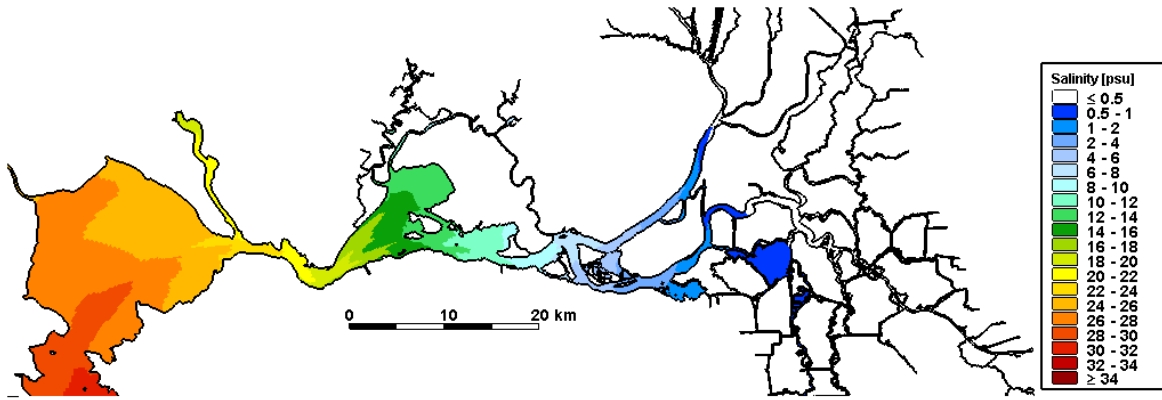 Salinity [psu]
≤ 0.5
0.5 - 1
1 - 2
2 - 4
4 - 6
6 - 8
8 - 10
10 - 12
12 - 14
14 - 16
16 - 18
18 - 20
20 - 22
22 - 24
24 - 26
26 - 28
28 - 30
30 - 32
32 - 34
≥ 34
0 10 20 km